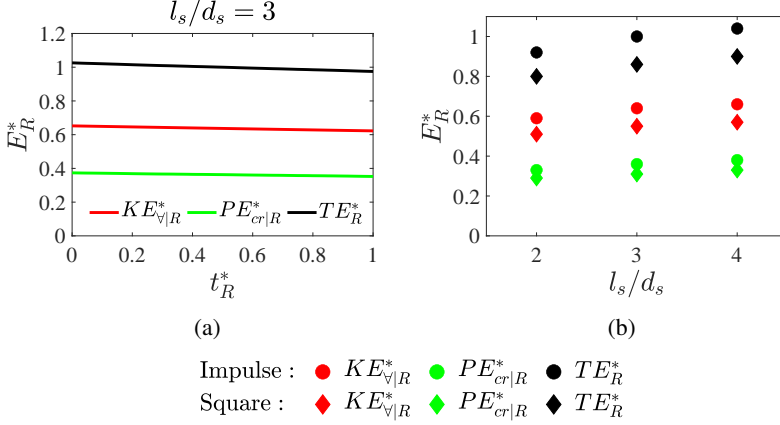 l_s/d_s = 3
E*_R
1.2
1
0.8
0.6
0.4
0.2
0
KE*_∀|R PE*_cr|R TE*_R
0 0.2 0.4 0.6 0.8 1
t*_R
(a)
E*_R
1
0.8
0.6
0.4
0.2
0
2 3 4
l_s/d_s
(b)
Impulse : KE*_∀|R PE*_cr|R TE*_R
Square : KE*_∀|R PE*_cr|R TE*_R